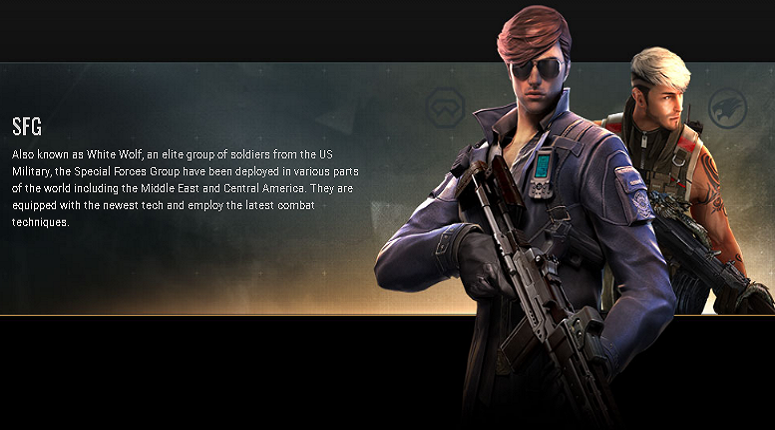 SFG
Also known as White Wolf, an elite group of soldiers from the US
Military, the Special Forces Group have been deployed in various parts
of the world including the Middle East and Central America. They are
equipped with the newest tech and employ the latest combat
techniques.